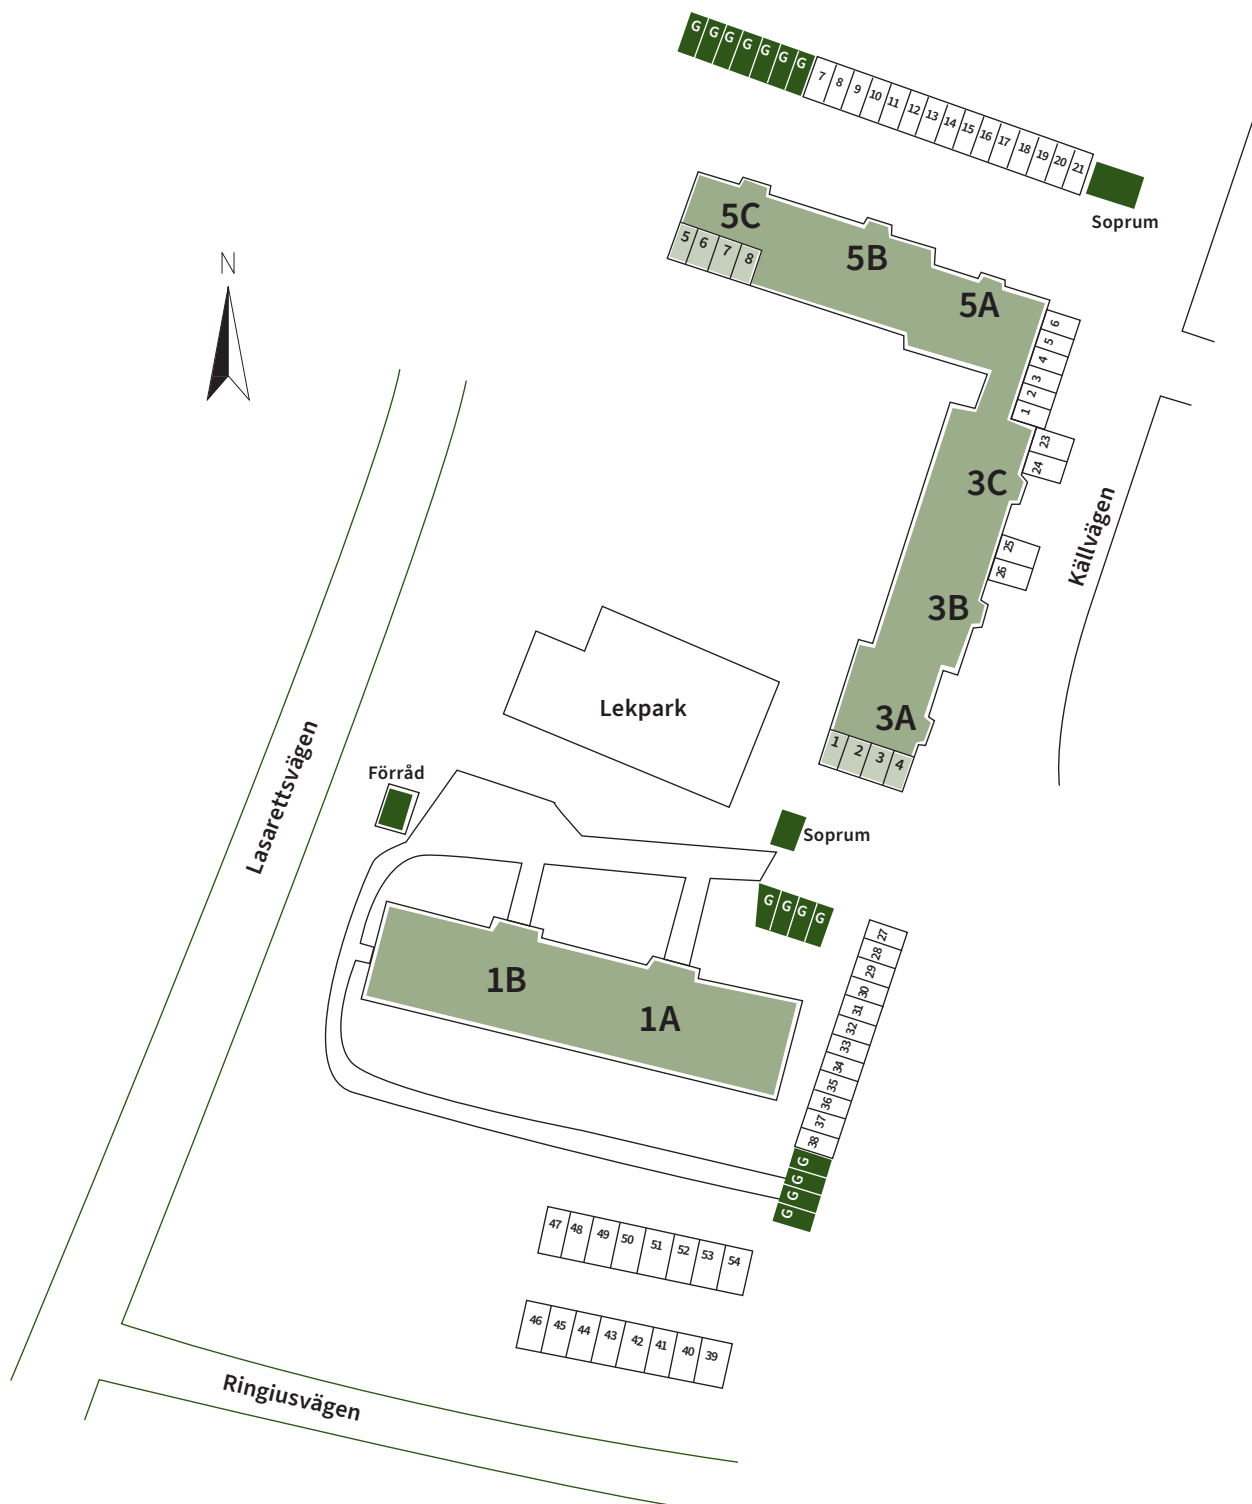 G G G G G G G 7 8 9 10 11 12 13 14 15 16 17 18 19 20 21
Soprum
5C
5B
5A
5 6 7 8
N
6
5
4
3
2
1
23
24
3C
25
26
Källvägen
3B
3A
1 2 3 4
Lekpark
Lasarettsvägen
Förråd
Soprum
G G G G
1B
1A
27
28
29
30
31
32
33
34
35
36
37
38
G
G
G
G
47 48 49 50 51 52 53 54
46 45 44 43 42 41 40 39
Ringiusvägen